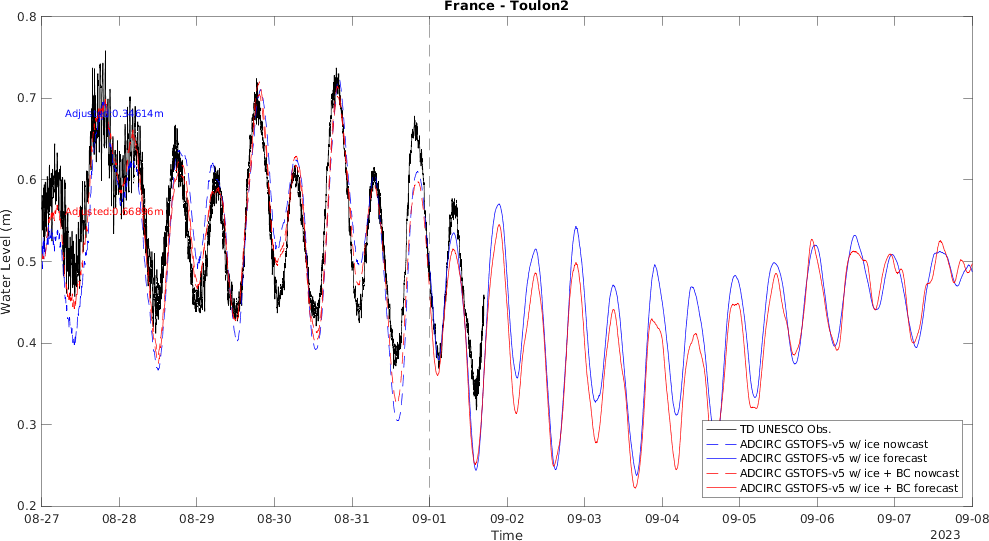 France - Toulon2
0.8
0.7
0.6
0.5
0.4
0.3
0.2
Water Level (m)
Adjusted:0.34614m
TD UNESCO Obs.
ADCIRC GSTOFS-v5 w/ ice nowcast
ADCIRC GSTOFS-v5 w/ ice forecast
ADCIRC GSTOFS-v5 w/ ice + BC nowcast
ADCIRC GSTOFS-v5 w/ ice + BC forecast
08-27 08-28 08-29 08-30 08-31 09-01 09-02 09-03 09-04 09-05 09-06 09-07 09-08
Time
2023